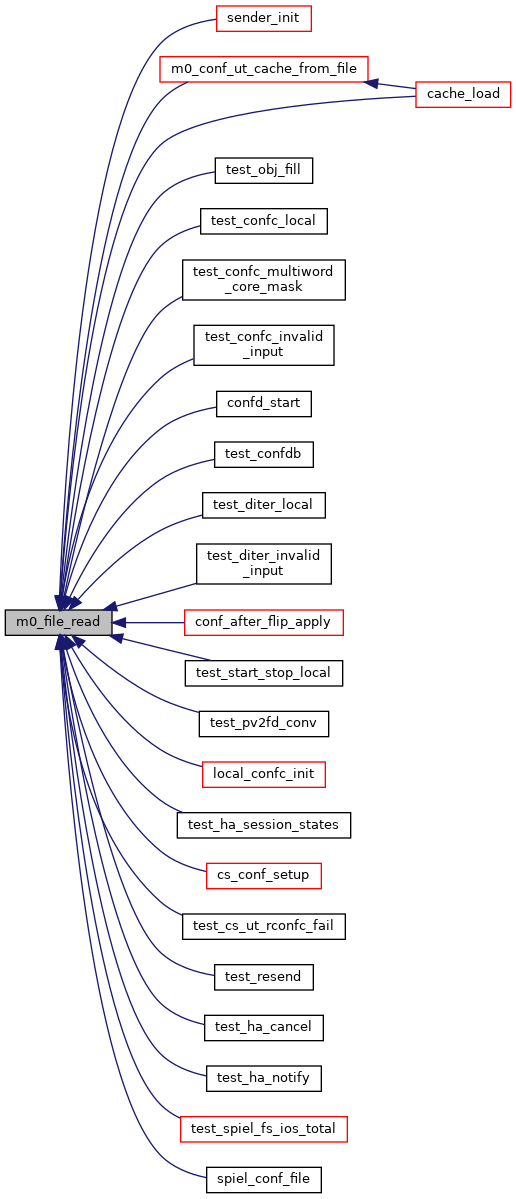 sender_init
m0_conf_ut_cache_from_file
cache_load
test_obj_fill
test_confc_local
test_confc_multiword
_core_mask
test_confc_invalid
_input
confd_start
test_confdb
test_diter_local
test_diter_invalid
_input
m0_file_read
conf_after_flip_apply
test_start_stop_local
test_pv2fd_conv
local_confc_init
test_ha_session_states
cs_conf_setup
test_cs_ut_rconfc_fail
test_resend
test_ha_cancel
test_ha_notify
test_spiel_fs_ios_total
spiel_conf_file